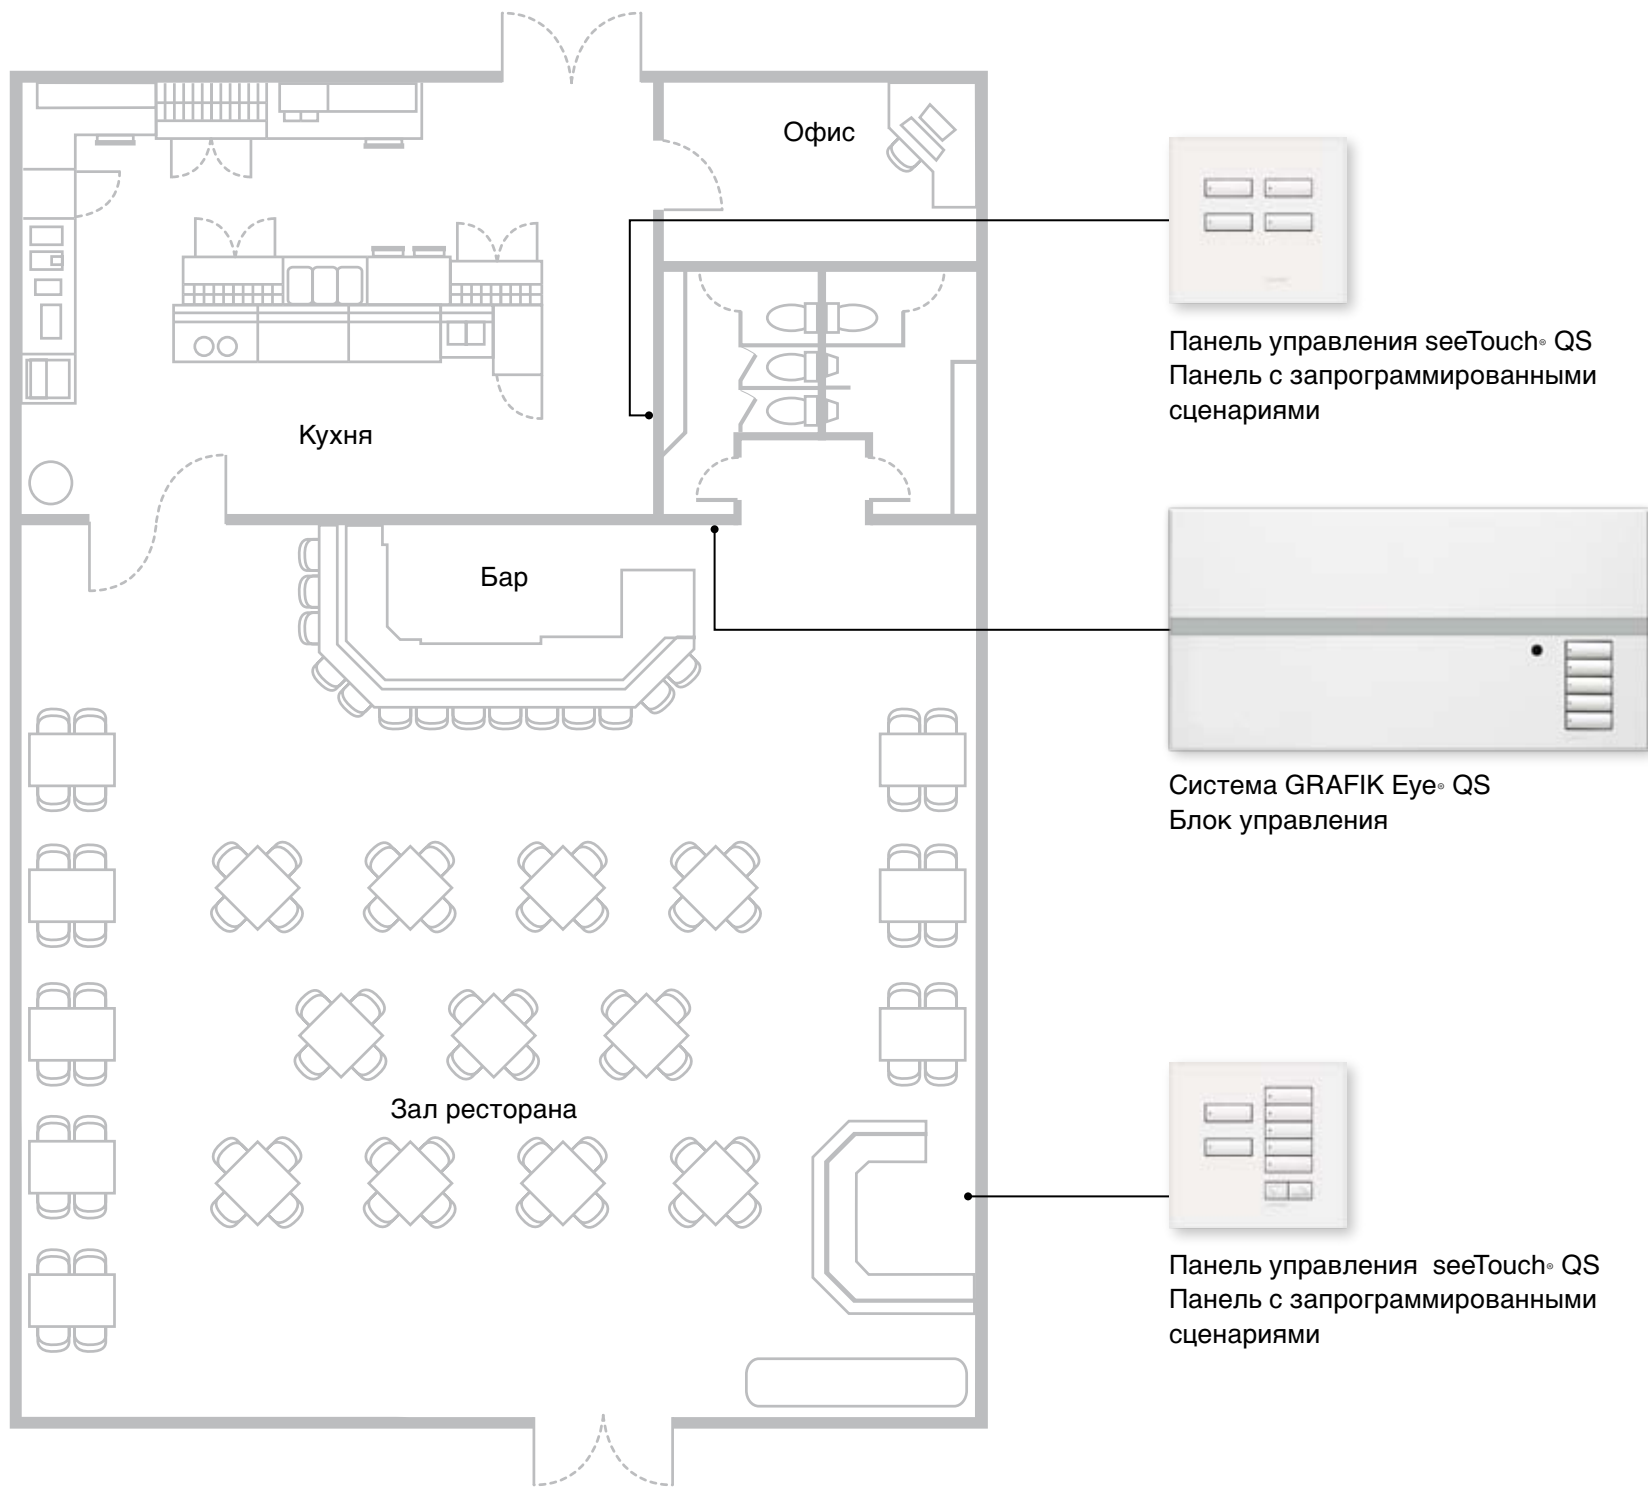 Офис
Панель управления seeTouch® QS
Панель с запрограммированными
сценариями
Кухня
Бар
Система GRAFIK Eye® QS
Блок управления
Зал ресторана
Панель управления seeTouch® QS
Панель с запрограммированными
сценариями